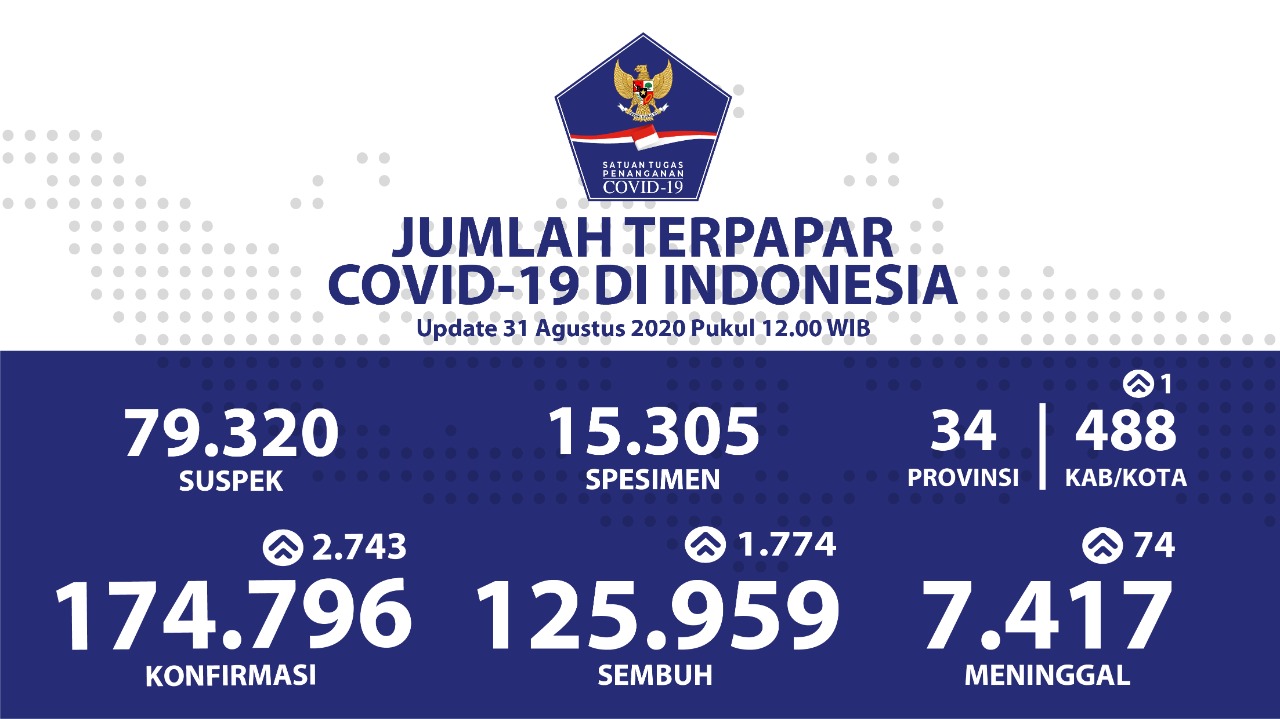 SATUAN TUGAS
PENANGANAN
COVID-19
JUMLAH TERPAPAR
COVID-19 DI INDONESIA
Update 31 Agustus 2020 Pukul 12.00 WIB
79.320
SUSPEK
15.305
SPESIMEN
34
PROVINSI
1
488
KAB/KOTA
2.743
174.796
KONFIRMASI
1.774
125.959
SEMBUH
74
7.417
MENINGGAL